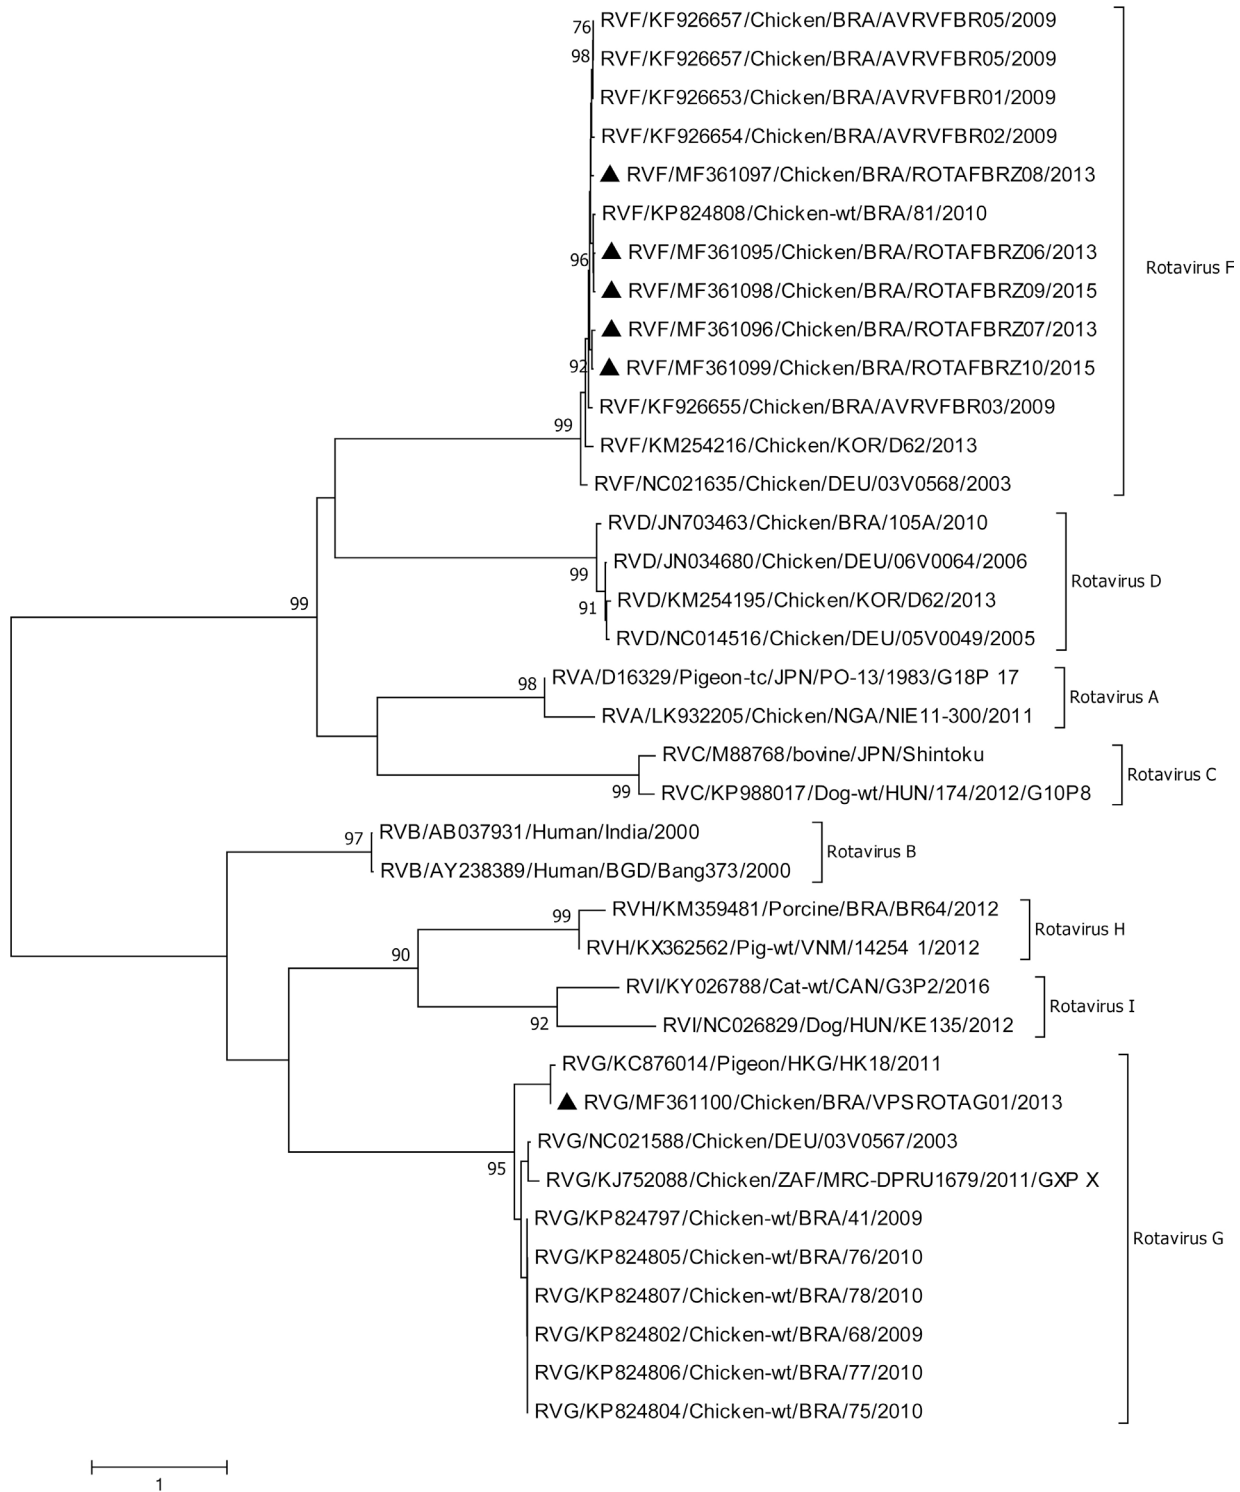 76
RVF/KF926657/Chicken/BRA/AVRVFBR05/2009
98
RVF/KF926657/Chicken/BRA/AVRVFBR05/2009
RVF/KF926653/Chicken/BRA/AVRVFBR01/2009
RVF/KF926654/Chicken/BRA/AVRVFBR02/2009
▲ RVF/MF361097/Chicken/BRA/ROTAFBRZ08/2013
RVF/KP824808/Chicken-wt/BRA/81/2010
▲ RVF/MF361095/Chicken/BRA/ROTAFBRZ06/2013
96
Rotavirus F
▲ RVF/MF361098/Chicken/BRA/ROTAFBRZ09/2015
▲ RVF/MF361096/Chicken/BRA/ROTAFBRZ07/2013
92
▲ RVF/MF361099/Chicken/BRA/ROTAFBRZ10/2015
RVF/KF926655/Chicken/BRA/AVRVFBR03/2009
99
RVF/KM254216/Chicken/KOR/D62/2013
RVF/NC021635/Chicken/DEU/03V0568/2003
RVD/JN703463/Chicken/BRA/105A/2010
RVD/JN034680/Chicken/DEU/06V0064/2006
99
Rotavirus D
RVD/KM254195/Chicken/KOR/D62/2013
99
91
RVD/NC014516/Chicken/DEU/05V0049/2005
RVA/D16329/Pigeon-tc/JPN/PO-13/1983/G18P 17
98
Rotavirus A
RVA/LK932205/Chicken/NGA/NIE11-300/2011
RVC/M88768/bovine/JPN/Shintoku
Rotavirus C
99
RVC/KP988017/Dog-wt/HUN/174/2012/G10P8
RVB/AB037931/Human/India/2000
97
Rotavirus B
RVB/AY238389/Human/BGD/Bang373/2000
RVH/KM359481/Porcine/BRA/BR64/2012
99
Rotavirus H
RVH/KX362562/Pig-wt/VNM/14254 1/2012
90
RVI/KY026788/Cat-wt/CAN/G3P2/2016
Rotavirus I
92
RVI/NC026829/Dog/HUN/KE135/2012
RVG/KC876014/Pigeon/HKG/HK18/2011
▲ RVG/MF361100/Chicken/BRA/VPSROTAG01/2013
RVG/NC021588/Chicken/DEU/03V0567/2003
95
RVG/KJ752088/Chicken/ZAF/MRC-DPRU1679/2011/GXP X
RVG/KP824797/Chicken-wt/BRA/41/2009
Rotavirus G
RVG/KP824805/Chicken-wt/BRA/76/2010
RVG/KP824807/Chicken-wt/BRA/78/2010
RVG/KP824802/Chicken-wt/BRA/68/2009
RVG/KP824806/Chicken-wt/BRA/77/2010
RVG/KP824804/Chicken-wt/BRA/75/2010
1